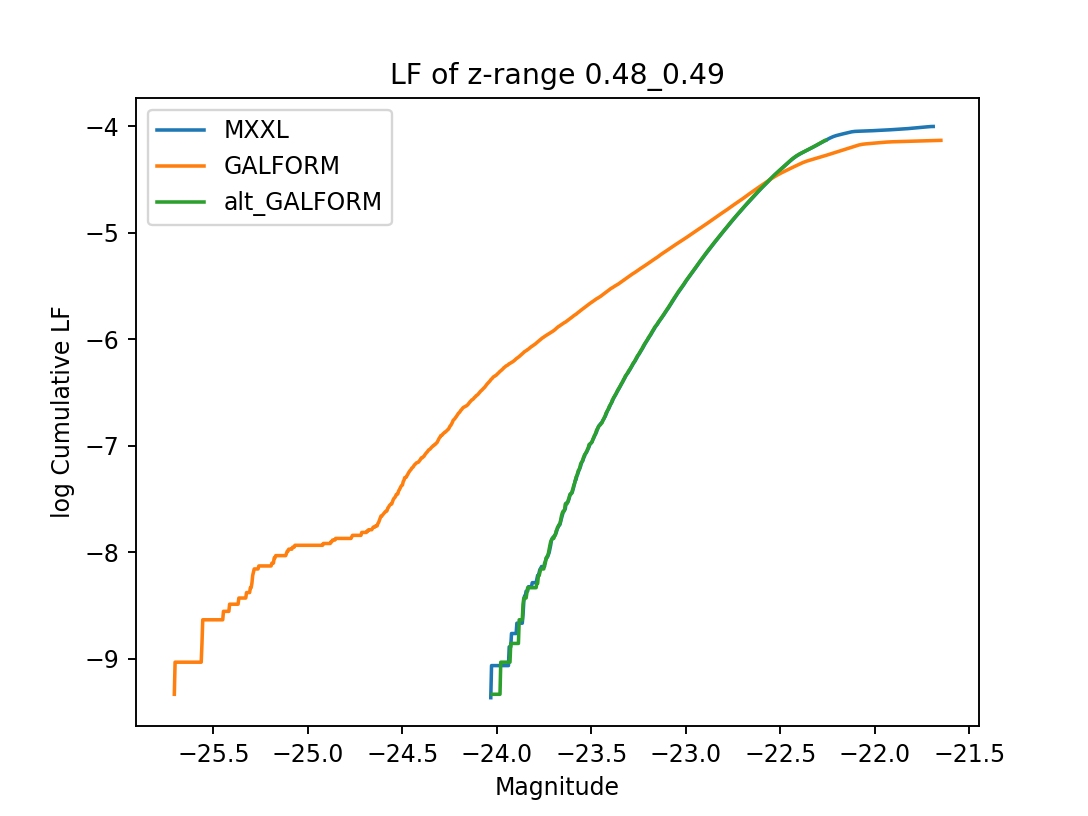 LF of z-range 0.48_0.49
MXXL
GALFORM
alt_GALFORM
log Cumulative LF
−4
−5
−6
−7
−8
−9
−25.5 −25.0 −24.5 −24.0 −23.5 −23.0 −22.5 −22.0 −21.5
Magnitude